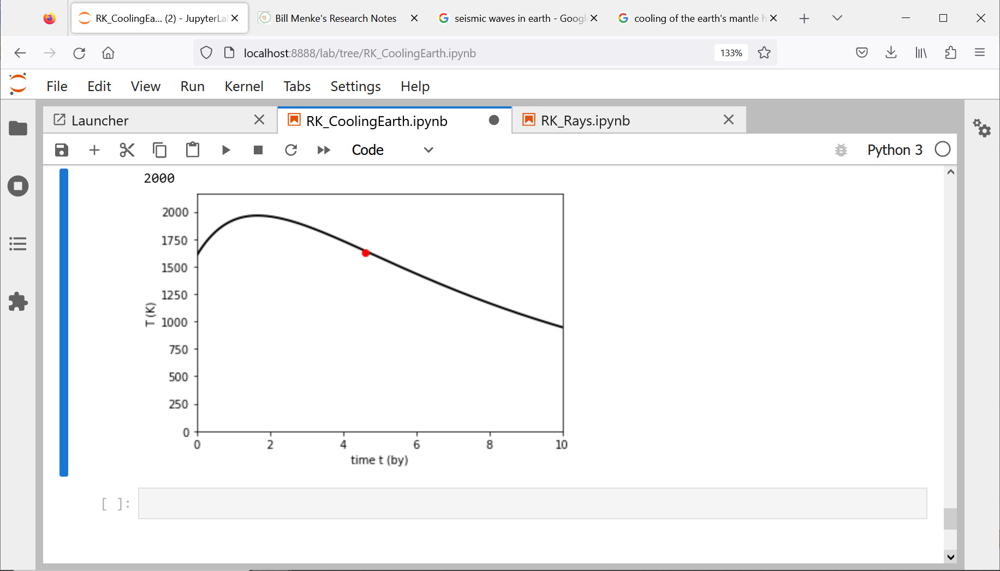 RK_CoolingEa... (2) - JupyterLa
Bill Menke's Research Notes
seismic waves in earth - Googl
cooling of the earth's mantle h
localhost:8888/lab/tree/RK_CoolingEarth.ipynb
133%
File Edit View Run Kernel Tabs Settings Help
Launcher
RK_CoolingEarth.ipynb
RK_Rays.ipynb
Code
Python 3
2000
2000
1750
1500
1250
1000
750
500
250
0
T (K)
0 2 4 6 8 10
time t (by)
[ ]: